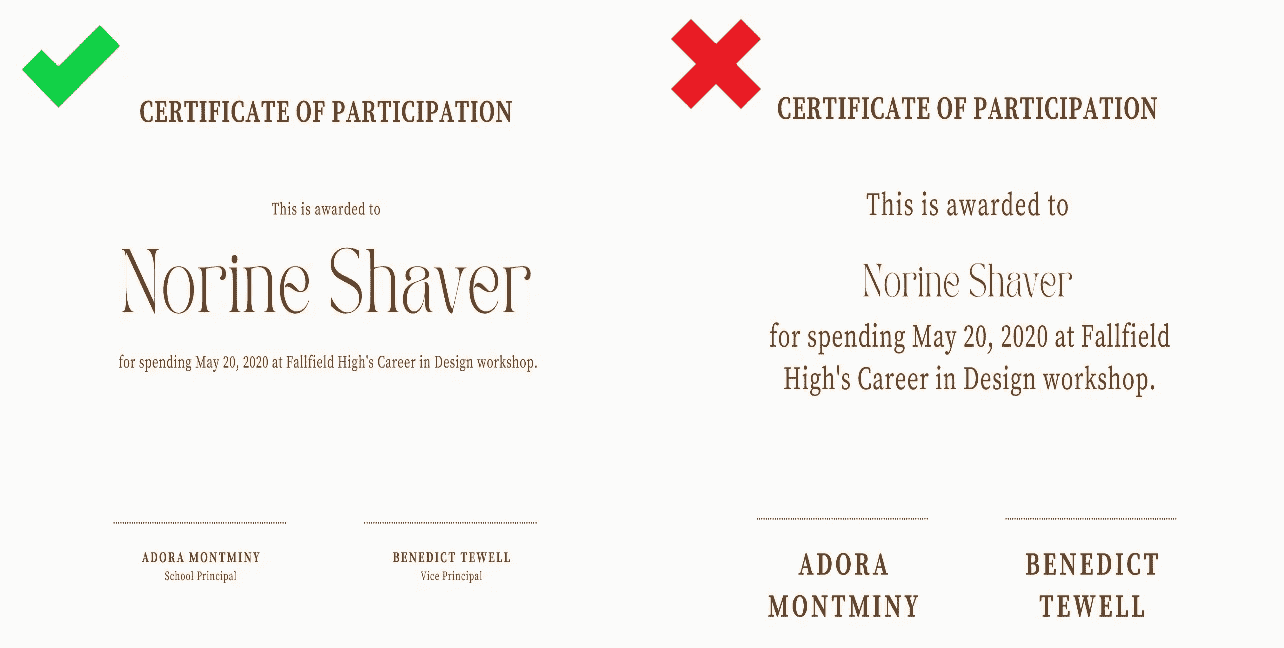 CERTIFICATE OF PARTICIPATION
This is awarded to
Norine Shaver
for spending May 20, 2020 at Fallfield High's Career in Design workshop.
ADORA MONTMINY
School Principal
BENEDICT TEWELL
Vice Principal
CERTIFICATE OF PARTICIPATION
This is awarded to
Norine Shaver
for spending May 20, 2020 at Fallfield
High's Career in Design workshop.
ADORA
MONTMINY
BENEDICT
TEWELL